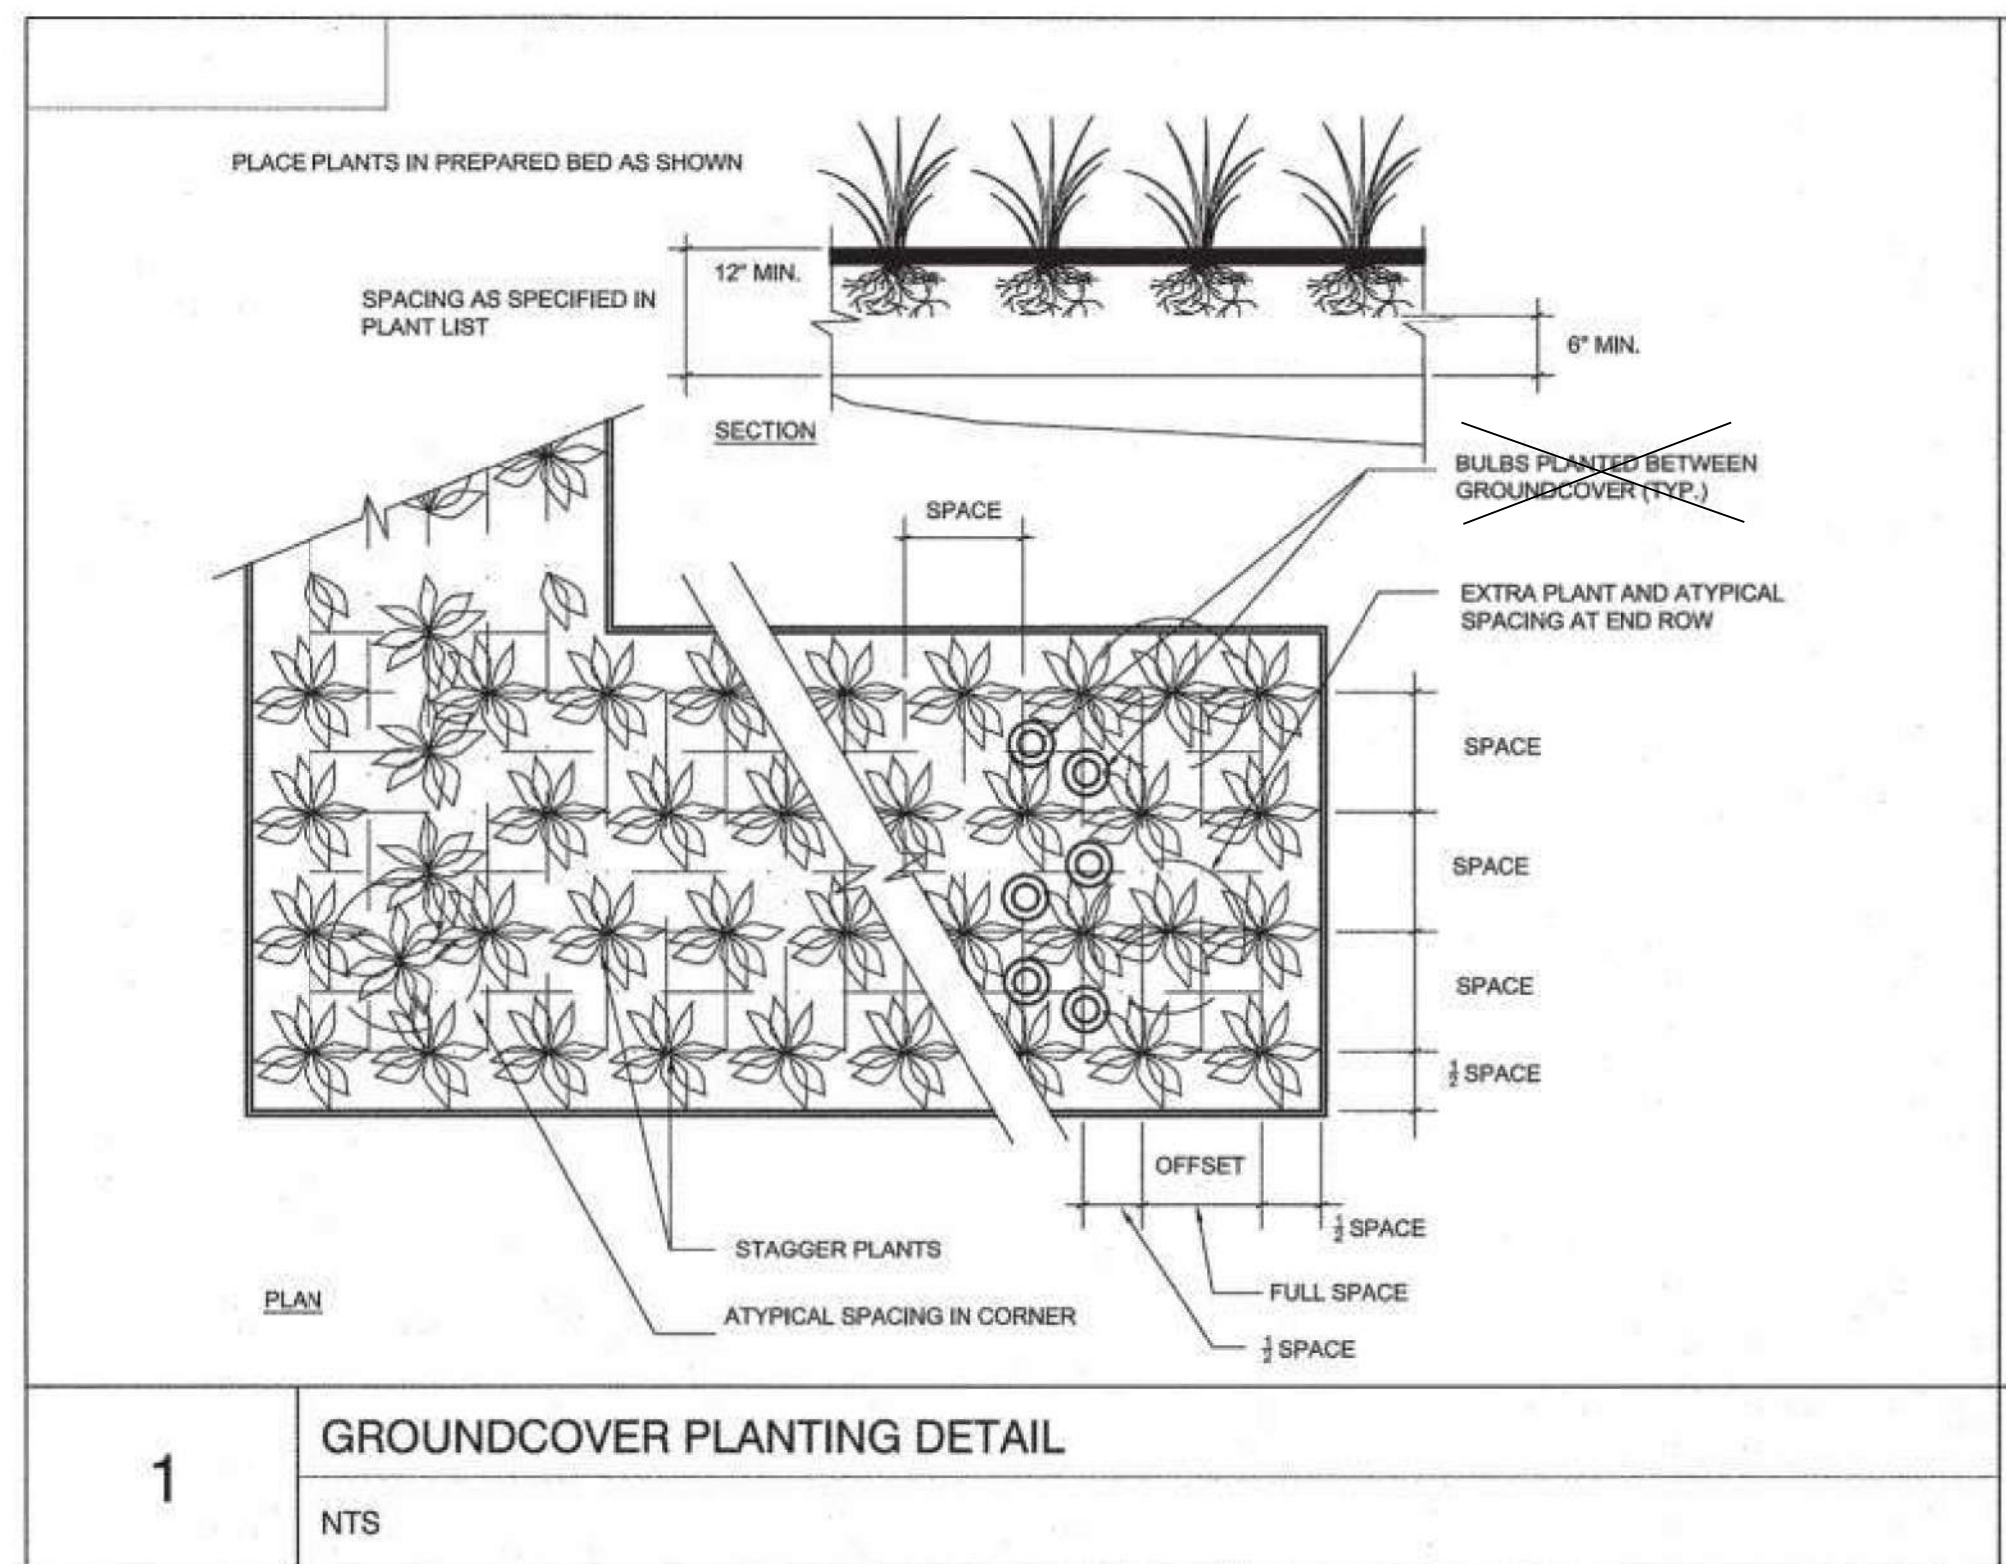 PLACE PLANTS IN PREPARED BED AS SHOWN
12" MIN.
SPACING AS SPECIFIED IN
PLANT LIST
6" MIN.
SECTION
BULBS PLANTED BETWEEN
GROUNDCOVER (TYP.)
SPACE
EXTRA PLANT AND ATYPICAL
SPACING AT END ROW
SPACE
SPACE
SPACE
½ SPACE
OFFSET
½ SPACE
STAGGER PLANTS
FULL SPACE
PLAN
ATYPICAL SPACING IN CORNER
½ SPACE
1
GROUNDCOVER PLANTING DETAIL
NTS